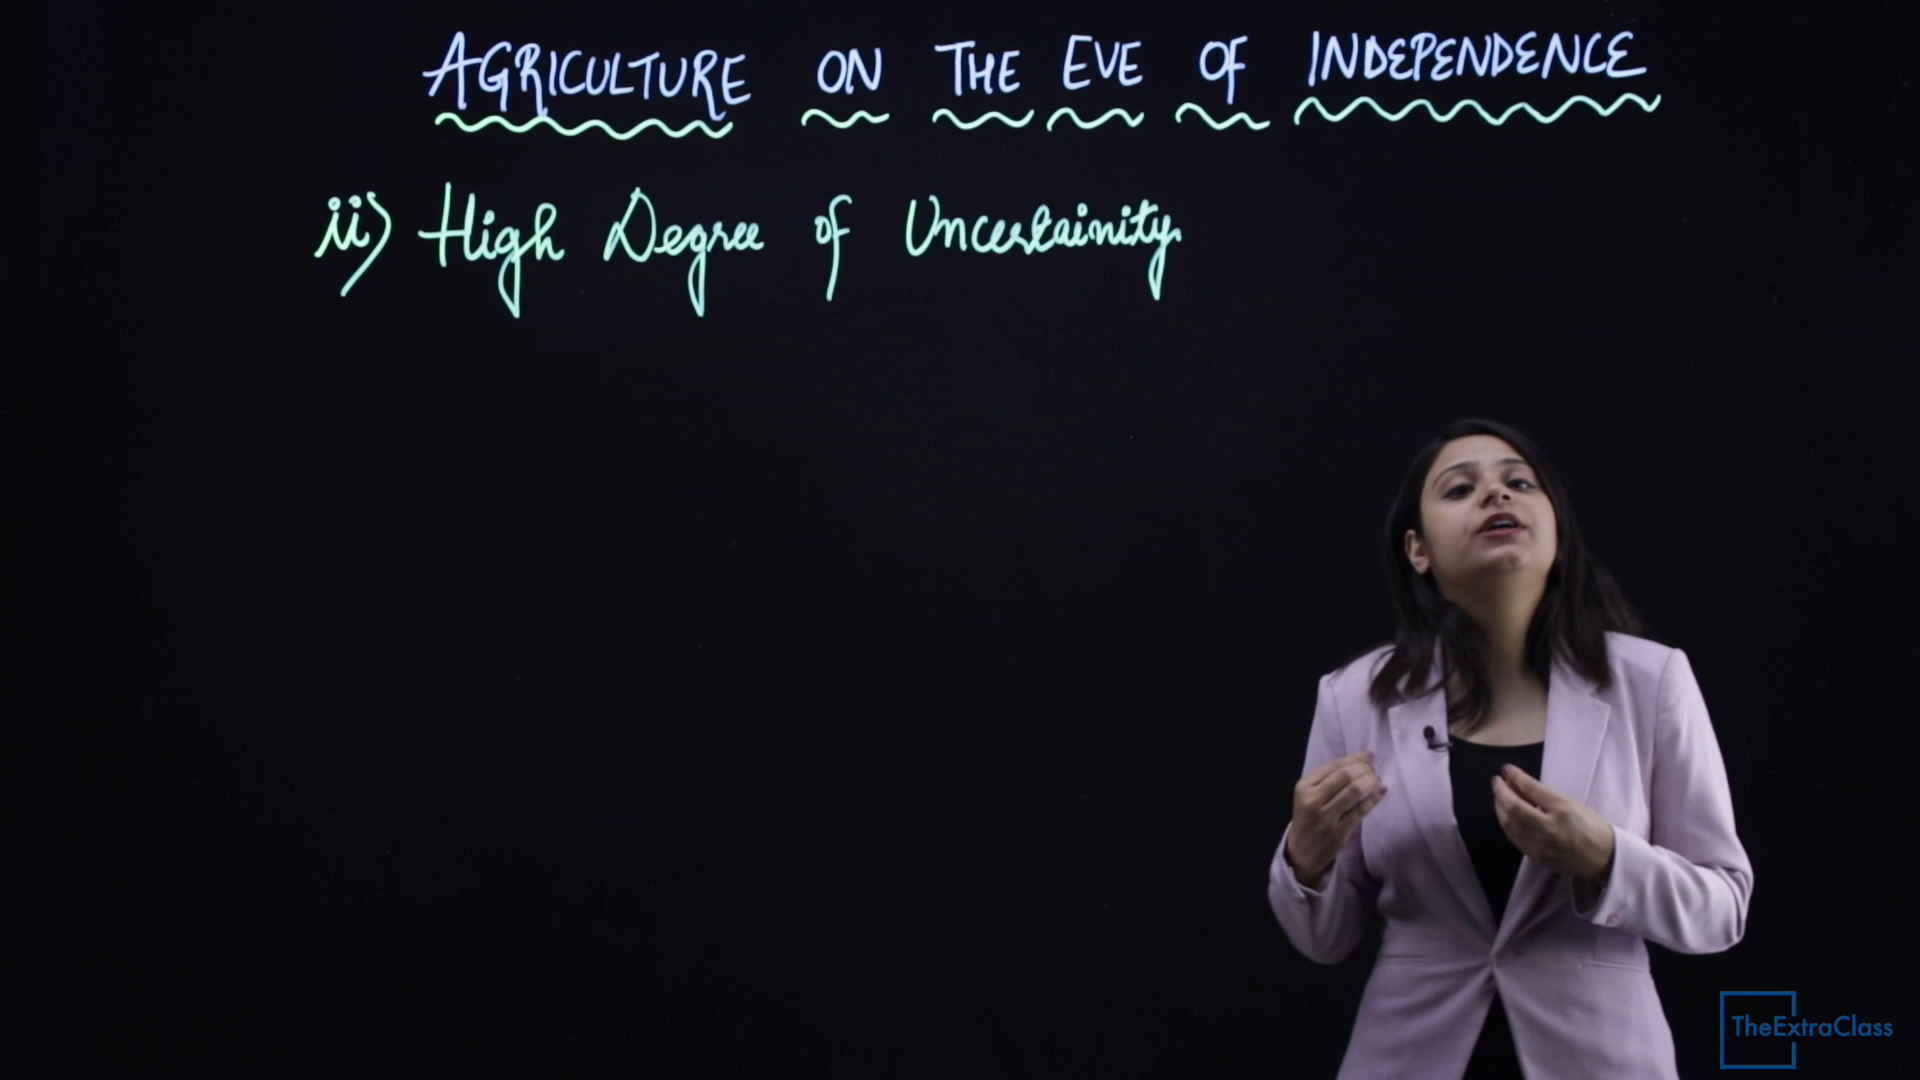 AGRICULTURE ON THE EVE OF INDEPENDENCE
ii) High Degree of Uncertainity.
TheExtraClass